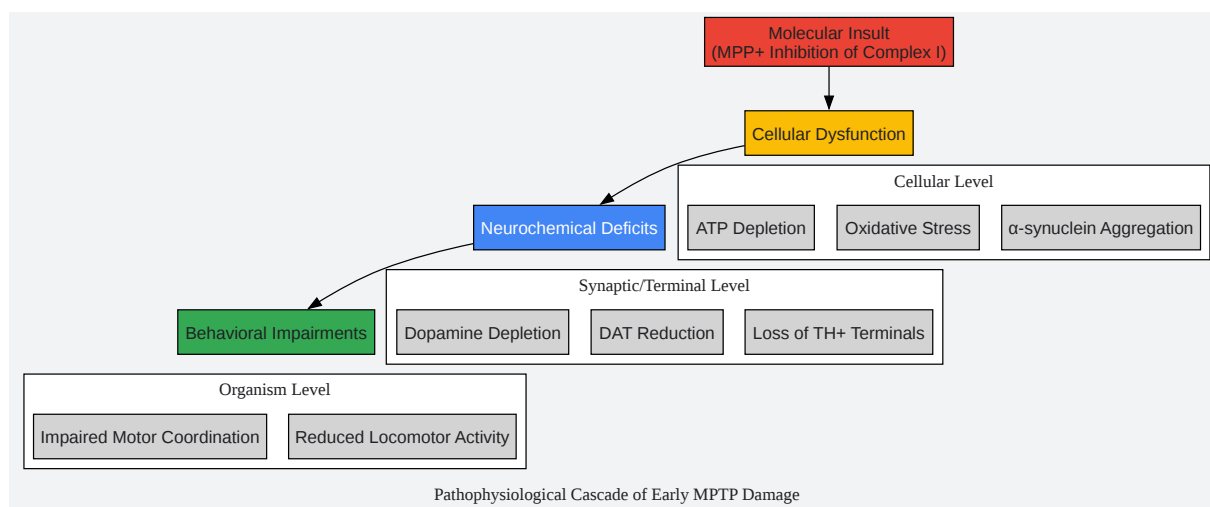 Molecular Insult
(MPP+ Inhibition of Complex I)
Cellular Dysfunction
Cellular Level
ATP Depletion
Oxidative Stress
α-synuclein Aggregation
Neurochemical Deficits
Synaptic/Terminal Level
Dopamine Depletion
DAT Reduction
Loss of TH+ Terminals
Behavioral Impairments
Organism Level
Impaired Motor Coordination
Reduced Locomotor Activity
Pathophysiological Cascade of Early MPTP Damage